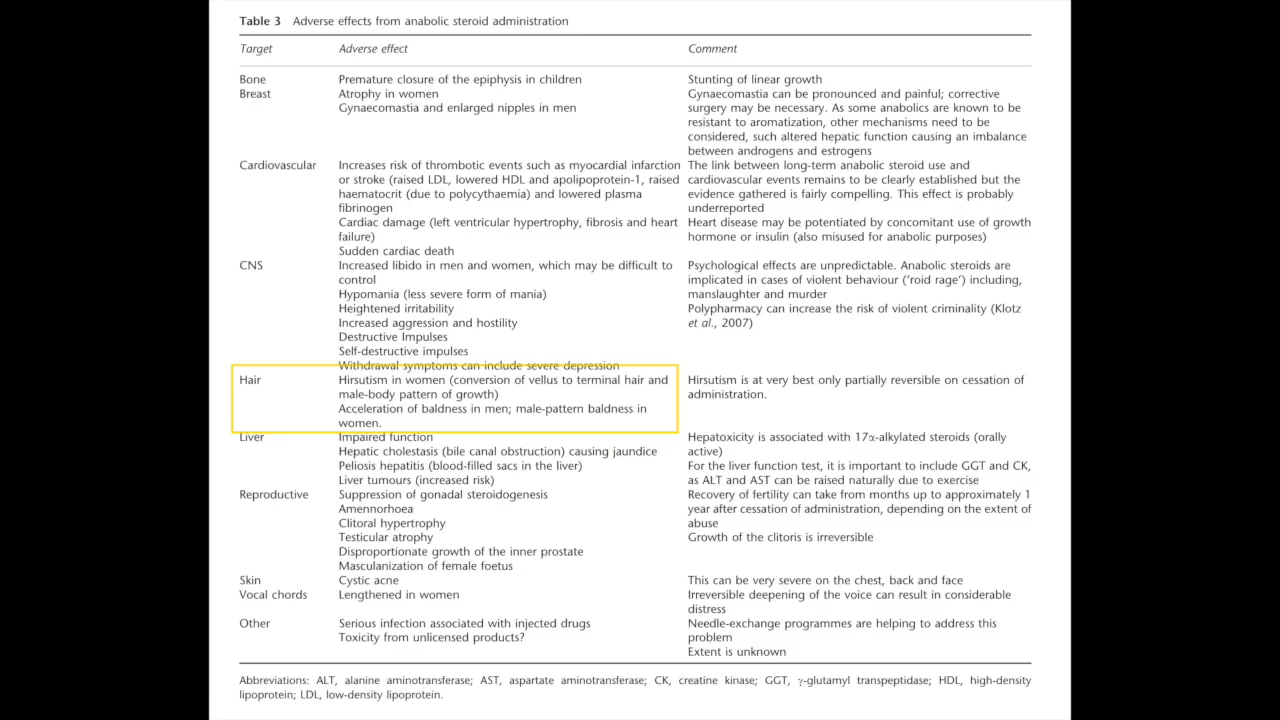 Table 3 Adverse effects from anabolic steroid administration
Target Adverse effect Comment
Bone Premature closure of the epiphysis in children Stunting of linear growth
Breast Atrophy in women Gynaecomastia can be pronounced and painful; corrective
Gynaecomastia and enlarged nipples in men surgery may be necessary. As some anabolics are known to be
resistant to aromatization, other mechanisms need to be
considered, such altered hepatic function causing an imbalance
between androgens and estrogens
Cardiovascular Increases risk of thrombotic events such as myocardial infarction The link between long-term anabolic steroid use and
or stroke (raised LDL, lowered HDL and apolipoprotein-1, raised cardiovascular events remains to be clearly established but the
haematocrit (due to polycythaemia) and lowered plasma evidence gathered is fairly compelling. This effect is probably
fibrinogen underreported
Cardiac damage (left ventricular hypertrophy, fibrosis and heart Heart disease may be potentiated by concomitant use of growth
failure) hormone or insulin (also misused for anabolic purposes)
Sudden cardiac death
CNS Increased libido in men and women, which may be difficult to Psychological effects are unpredictable. Anabolic steroids are
control implicated in cases of violent behaviour ('roid rage') including,
Hypomania (less severe form of mania) manslaughter and murder
Heightened irritability Polypharmacy can increase the risk of violent criminality (Klotz
Increased aggression and hostility et al., 2007)
Destructive Impulses
Self-destructive impulses
Withdrawal symptoms can include severe depression
Hair Hirsutism in women (conversion of vellus to terminal hair and Hirsutism is at very best only partially reversible on cessation of
male-body pattern of growth) administration.
Acceleration of baldness in men; male-pattern baldness in
women.
Liver Impaired function Hepatoxicity is associated with 17α-alkylated steroids (orally
Hepatic cholestasis (bile canal obstruction) causing jaundice active)
Peliosis hepatitis (blood-filled sacs in the liver) For the liver function test, it is important to include GGT and CK,
Liver tumours (increased risk) as ALT and AST can be raised naturally due to exercise
Reproductive Suppression of gonadal steroidogenesis Recovery of fertility can take from months up to approximately 1
Amennorhoea year after cessation of administration, depending on the extent of
Clitoral hypertrophy abuse
Testicular atrophy Growth of the clitoris is irreversible
Disproportionate growth of the inner prostate
Masculanization of female foetus
Skin Cystic acne This can be very severe on the chest, back and face
Vocal chords Lengthened in women Irreversible deepening of the voice can result in considerable
distress
Other Serious infection associated with injected drugs Needle-exchange programmes are helping to address this
Toxicity from unlicensed products? problem
Extent is unknown
Abbreviations: ALT, alanine aminotransferase; AST, aspartate aminotransferase; CK, creatine kinase; GGT, γ-glutamyl transpeptidase; HDL, high-density
lipoprotein; LDL, low-density lipoprotein.